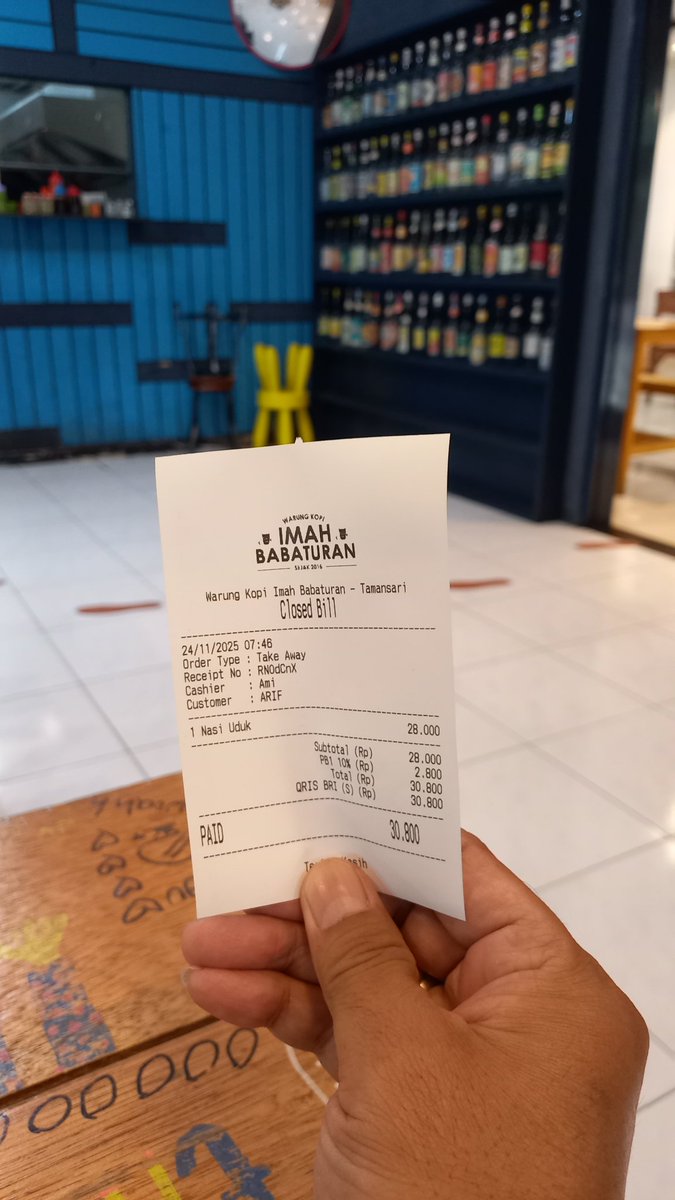 WARUNG KOPI
IMAH
BABATURAN
SEJAK 2016
Warung Kopi Imah Babaturan - Tamansari
Closed Bill
24/11/2025 07:46
Order Type : Take Away
Receipt No : RNOdCnX
Cashier : Ami
Customer : ARIF
1 Nasi Uduk 28.000
Subtotal (Rp) 28.000
PB1 10% (Rp) 2.800
Total (Rp) 30.800
QRIS BRI (S) (Rp) 30.800
PAID 30.800